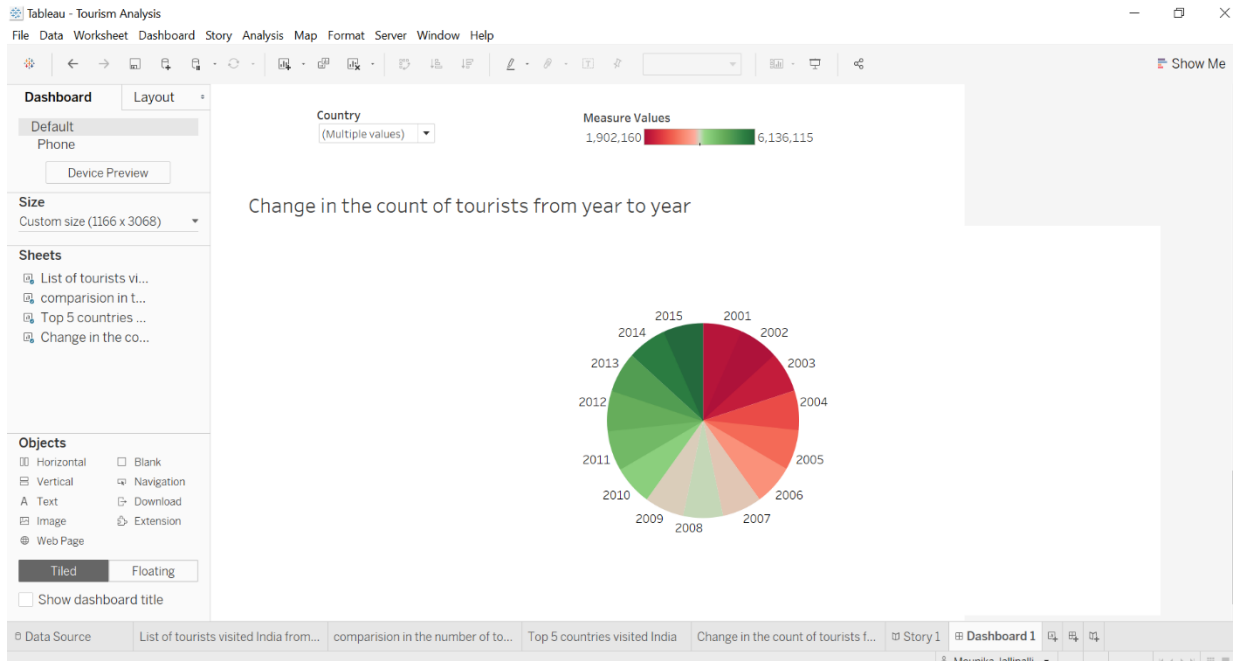 Tableau - Tourism Analysis
File Data Worksheet Dashboard Story Analysis Map Format Server Window Help
Show Me
Dashboard Layout
Default
Phone
Device Preview
Size
Custom size (1166 x 3068)
Sheets
List of tourists vi...
comparision in t...
Top 5 countries ...
Change in the co...
Objects
Horizontal Blank
Vertical Navigation
A Text Download
Image Extension
Web Page
Tiled Floating
Show dashboard title
Country
(Multiple values)
Measure Values
1,902,160 6,136,115
Change in the count of tourists from year to year
2015 2001
2014 2002
2013 2003
2012 2004
2011 2005
2010 2006
2009 2008 2007
Data Source List of tourists visited India from... comparision in the number of to... Top 5 countries visited India Change in the count of tourists f... Story 1 Dashboard 1